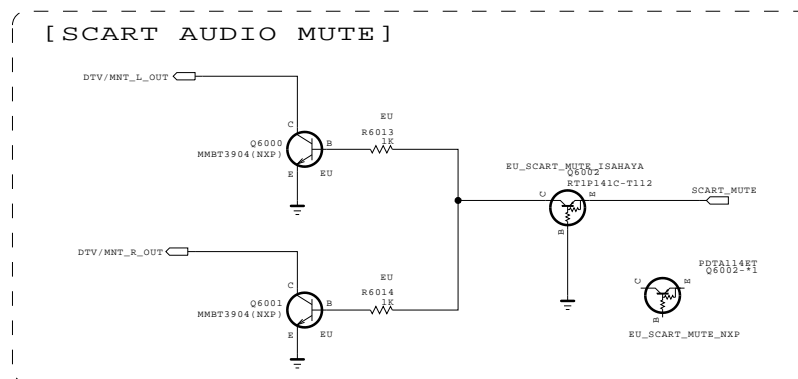 [SCART AUDIO MUTE]
DTV/MNT_L_OUT
C
Q6000
MMBT3904(NXP)
B
E
EU
EU
R6013
1K
EU_SCART_MUTE_ISAHAYA
Q6002
RT1P141C-T112
C
E
B
SCART_MUTE
DTV/MNT_R_OUT
C
Q6001
MMBT3904(NXP)
B
E
EU
EU
R6014
1K
PDTA114ET
Q6002-*1
C
E
B
EU_SCART_MUTE_NXP